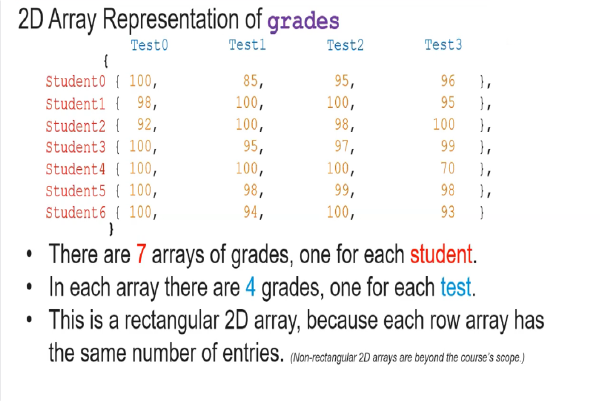 2D Array Representation of grades
Test0 Test1 Test2 Test3
{
Student0 { 100, 85, 95, 96 },
Student1 { 98, 100, 100, 95 },
Student2 { 92, 100, 98, 100 },
Student3 { 100, 95, 97, 99 },
Student4 { 100, 100, 100, 70 },
Student5 { 100, 98, 99, 98 },
Student6 { 100, 94, 100, 93 }
}
• There are 7 arrays of grades, one for each student.
• In each array there are 4 grades, one for each test.
• This is a rectangular 2D array, because each row array has
the same number of entries. (Non-rectangular 2D arrays are beyond the course's scope.)